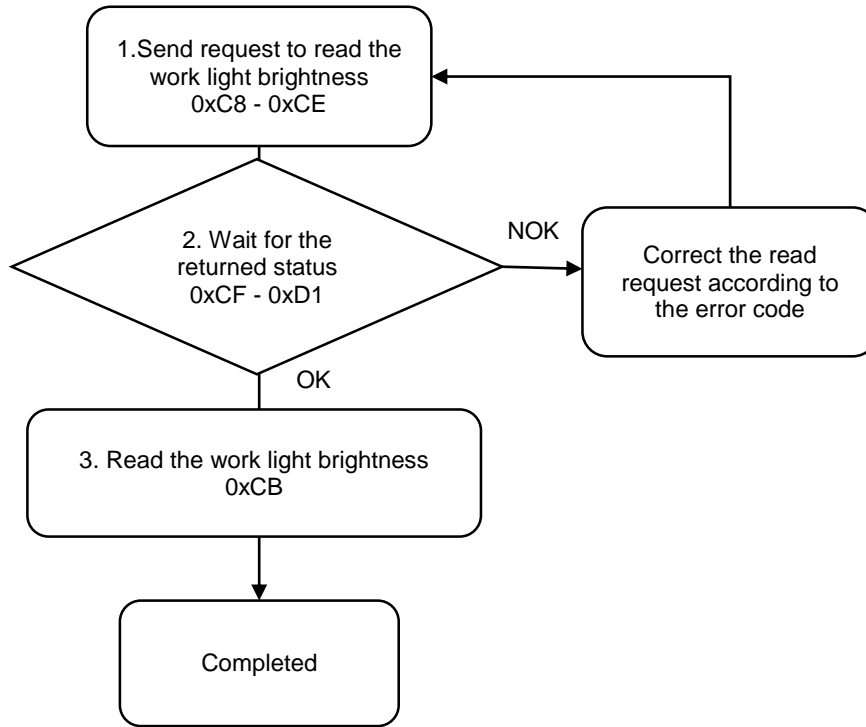 1.Send request to read the
work light brightness
0xC8 - 0xCE
2. Wait for the
returned status
0xCF - 0xD1
NOK
Correct the read
request according to
the error code
OK
3. Read the work light brightness
0xCB
Completed